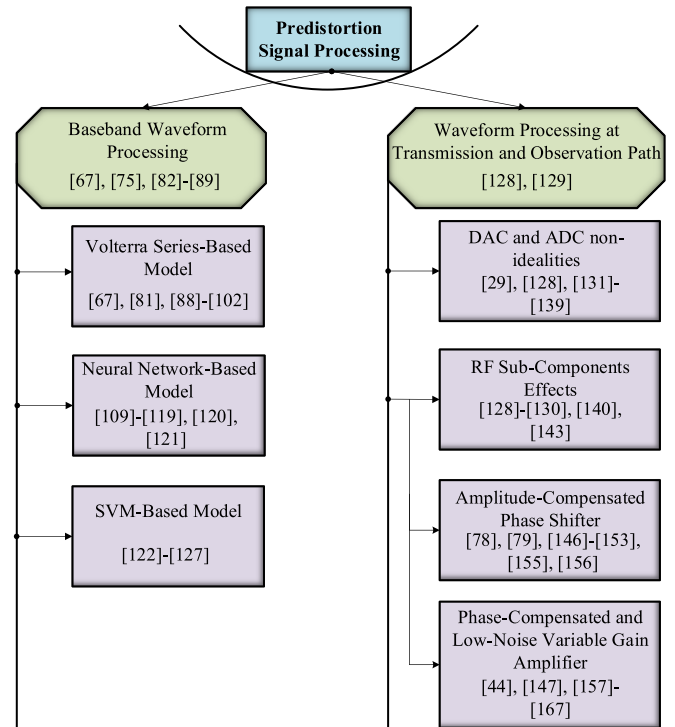 Predistortion
Signal Processing
Baseband Waveform
Processing
[67], [75], [82]-[89]
Volterra Series-Based
Model
[67], [81], [88]-[102]
Neural Network-Based
Model
[109]-[119], [120],
[121]
SVM-Based Model
[122]-[127]
Waveform Processing at
Transmission and Observation Path
[128], [129]
DAC and ADC non-
idealities
[29], [128], [131]-
[139]
RF Sub-Components
Effects
[128]-[130], [140],
[143]
Amplitude-Compensated
Phase Shifter
[78], [79], [146]-[153],
[155], [156]
Phase-Compensated and
Low-Noise Variable Gain
Amplifier
[44], [147], [157]-
[167]